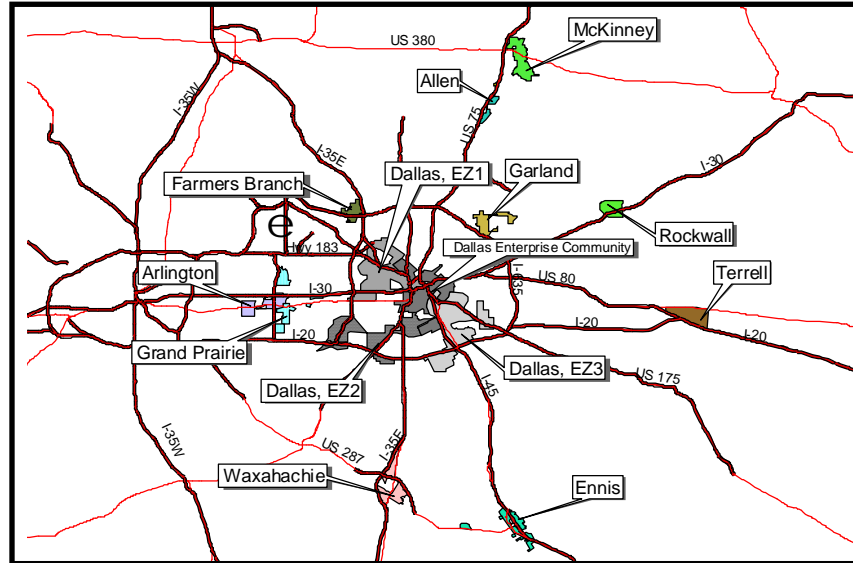 McKinney
US 380
Allen
I-35W
US 75
I-35E
I-30
Dallas, EZ1
Garland
Farmers Branch
e
Rockwall
Hwy 183
Dallas Enterprise Community
Arlington
I-635
US 80
Terrell
I-30
I-20
I-20
I-20
Grand Prairie
Dallas, EZ2
Dallas, EZ3
US 175
I-45
I-35W
US 287
I-35E
Waxahachie
Ennis